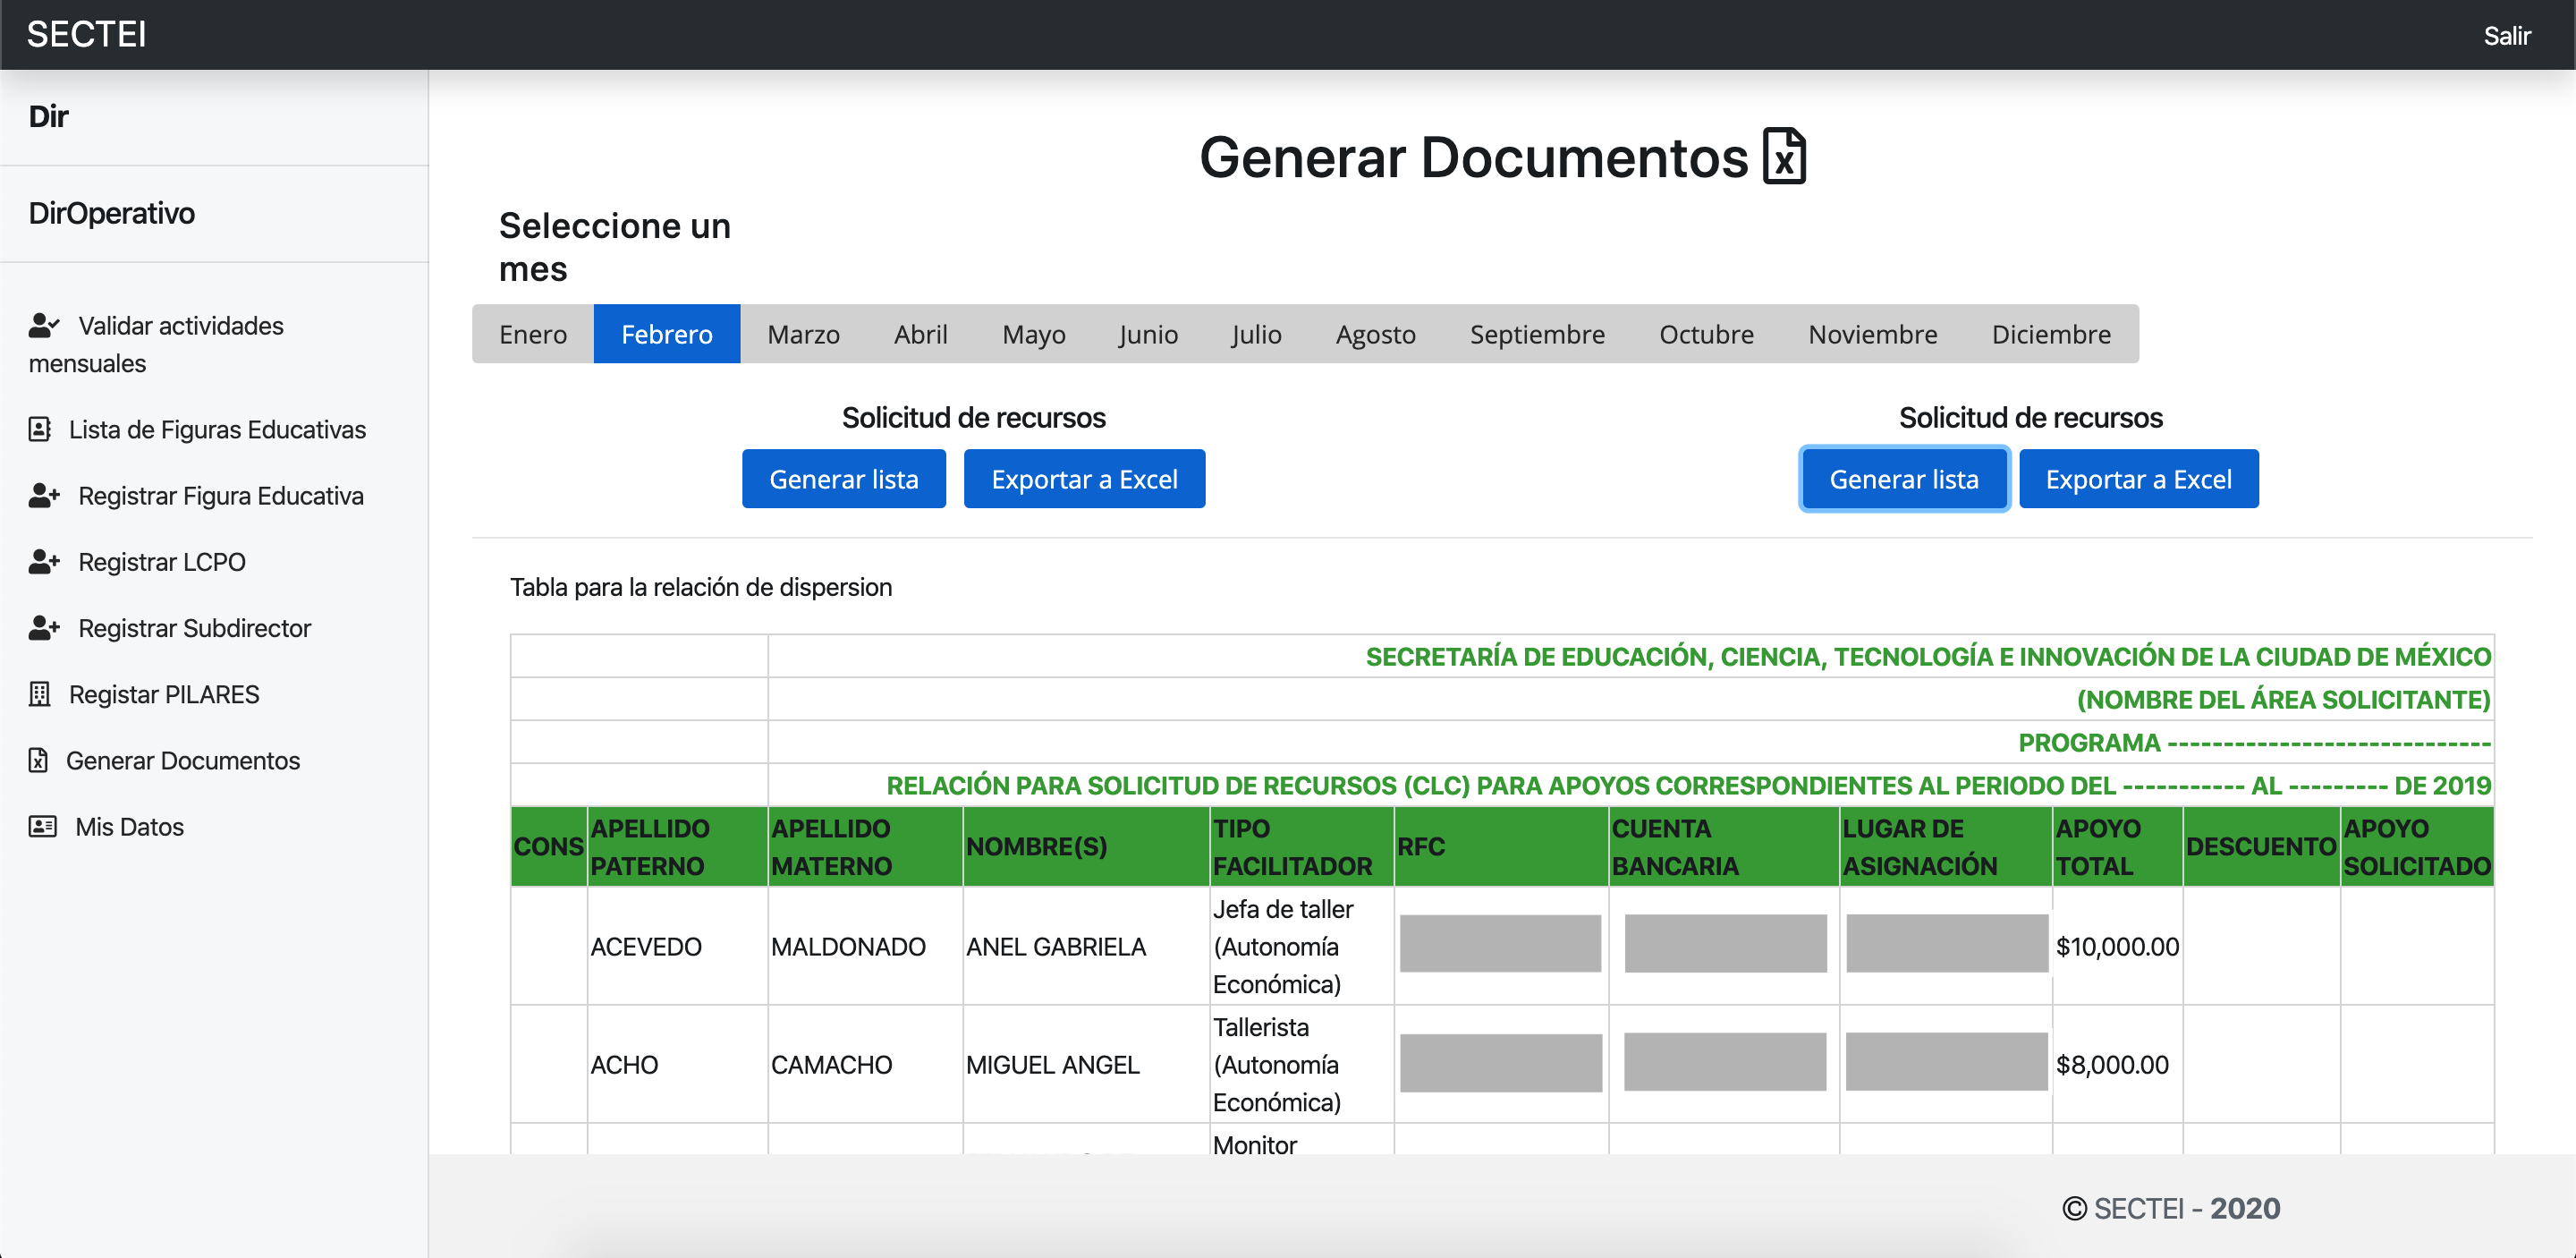 SECTEI
Salir
Dir
DirOperativo
Validar actividades
mensuales
Lista de Figuras Educativas
Registrar Figura Educativa
Registrar LCPO
Registrar Subdirector
Registar PILARES
Generar Documentos
Mis Datos
Generar Documentos
Seleccione un
mes
Enero Febrero Marzo Abril Mayo Junio Julio Agosto Septiembre Octubre Noviembre Diciembre
Solicitud de recursos
Generar lista Exportar a Excel
Solicitud de recursos
Generar lista Exportar a Excel
Tabla para la relación de dispersion
SECRETARÍA DE EDUCACIÓN, CIENCIA, TECNOLOGÍA E INNOVACIÓN DE LA CIUDAD DE MÉXICO
(NOMBRE DEL ÁREA SOLICITANTE)
PROGRAMA -----------------------------
RELACIÓN PARA SOLICITUD DE RECURSOS (CLC) PARA APOYOS CORRESPONDIENTES AL PERIODO DEL ----------- AL --------- DE 2019
CONS
APELLIDO
PATERNO
APELLIDO
MATERNO
NOMBRE(S)
TIPO
FACILITADOR
RFC
CUENTA
BANCARIA
LUGAR DE
ASIGNACIÓN
APOYO
TOTAL
DESCUENTO
APOYO
SOLICITADO
ACEVEDO
MALDONADO
ANEL GABRIELA
Jefa de taller
(Autonomía
Económica)
$10,000.00
ACHO
CAMACHO
MIGUEL ANGEL
Tallerista
(Autonomía
Económica)
$8,000.00
Monitor
© SECTEI - 2020